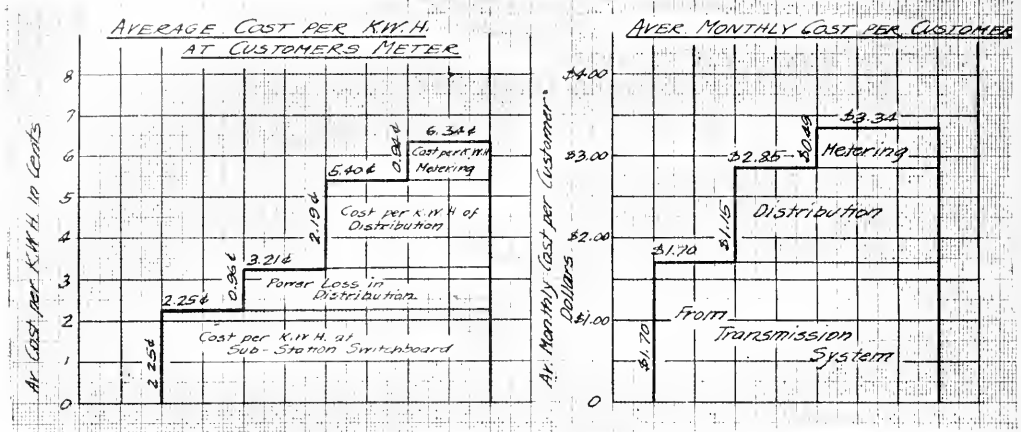 AVERAGE COST PER K.W.H.
AT CUSTOMERS METER
Av. Cost per K.W.H. in Cents
8
7
6
5
4
3
2
1
0
2.25¢
2.25¢
0.96¢
3.21¢
2.19¢
5.40¢
0.94¢
6.34¢
Cost per K.W.H
Metering
Cost per K.W.H of
Distribution
Power Loss in
Distribution
Cost per K.W.H. at
Sub-Station Switchboard
AVER. MONTHLY COST PER CUSTOMER
Av. Monthly Cost per Customer-
Dollars
$4.00
$3.00
$2.00
$1.00
0
$1.70
$1.70
$1.15
$2.85
$0.49
$3.34
Metering
Distribution
From
Transmission
System